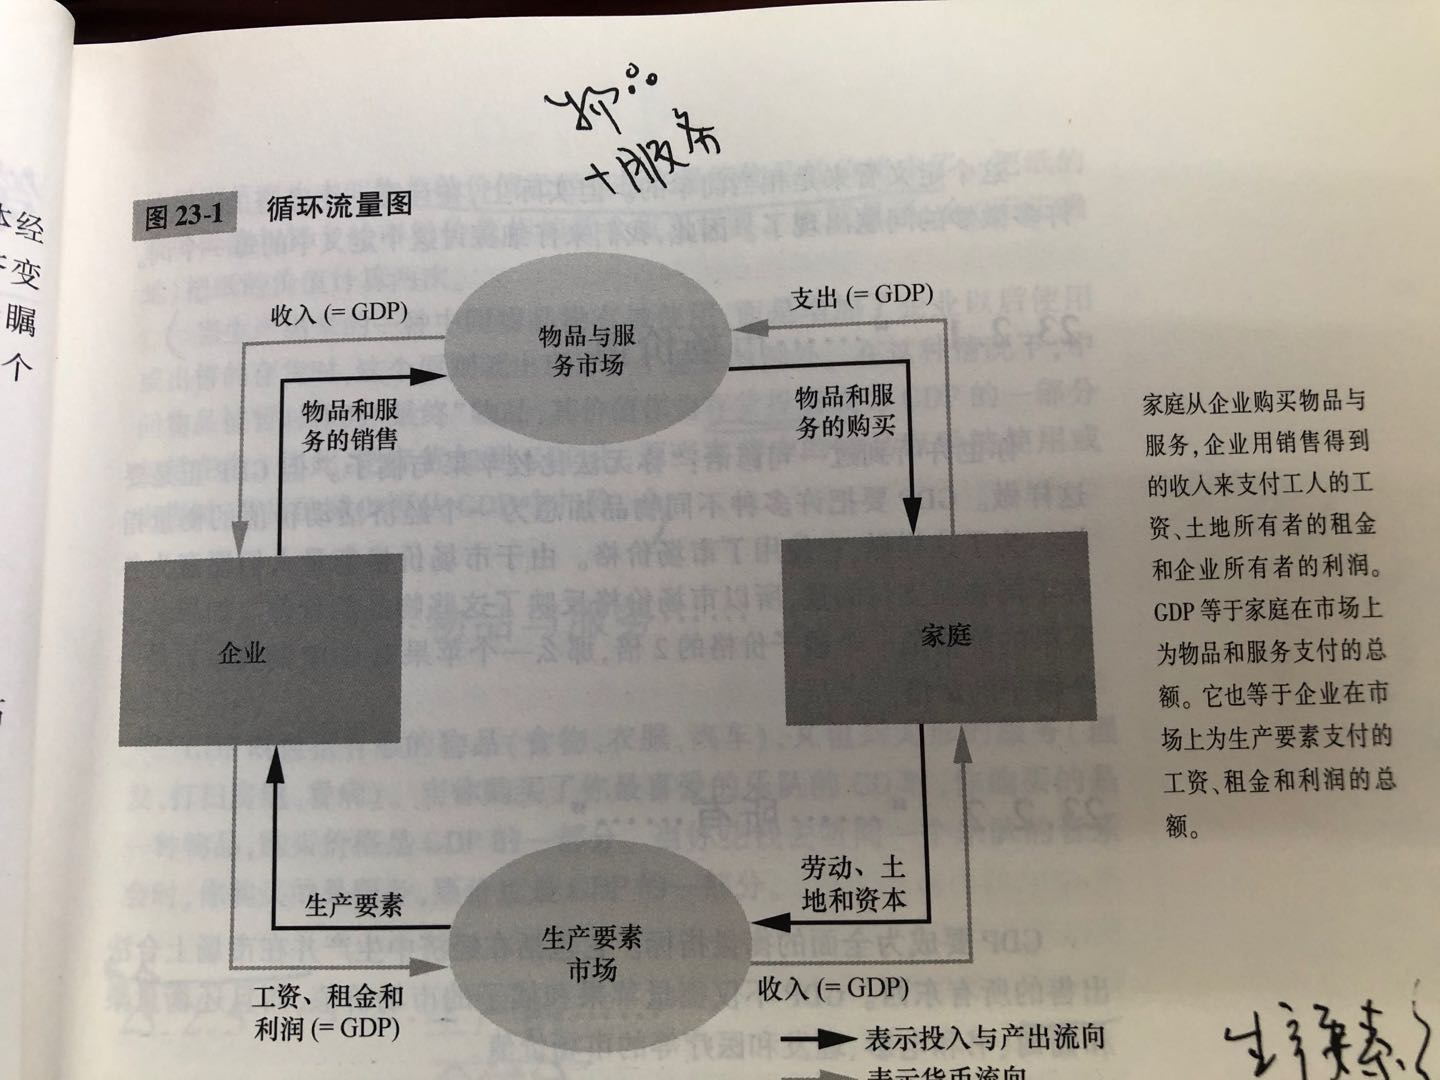 +服务
图 23-1 循环流量图
收入 (= GDP)
支出 (= GDP)
物品与服
务市场
物品和服
务的销售
物品和服
务的购买
企业
家庭
生产要素
劳动、土
地和资本
生产要素
市场
工资、租金和
利润 (= GDP)
收入 (= GDP)
表示投入与产出流向
表示货币流向
家庭从企业购买物品与
服务,企业用销售得到
的收入来支付工人的工
资、土地所有者的租金
和企业所有者的利润。
GDP 等于家庭在市场上
为物品和服务支付的总
额。它也等于企业在市
场上为生产要素支付的
工资、租金和利润的总
额。
生产要素
本经
变
瞩
个